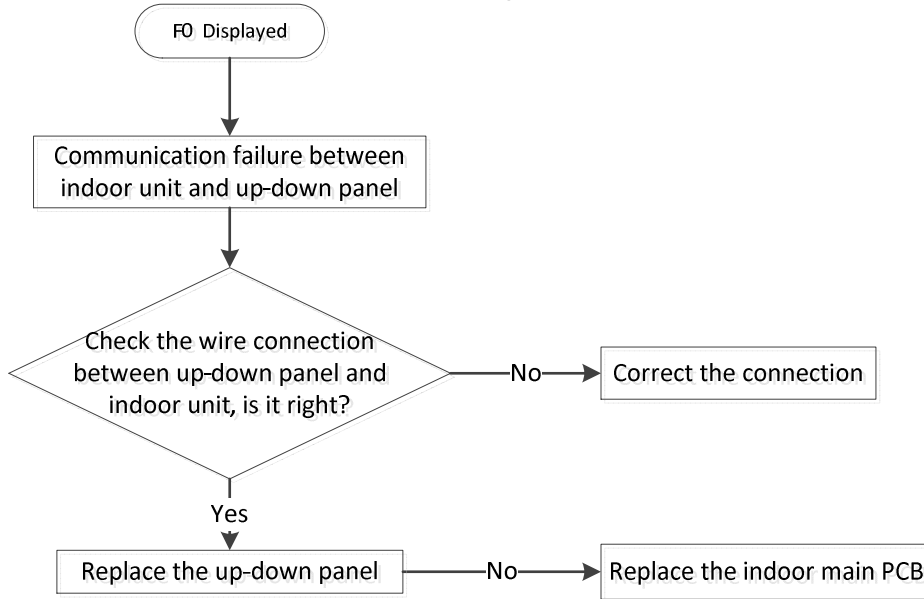 F0 Displayed
Communication failure between
indoor unit and up-down panel
Check the wire connection
between up-down panel and
indoor unit, is it right?
No
Correct the connection
Yes
Replace the up-down panel
No
Replace the indoor main PCB